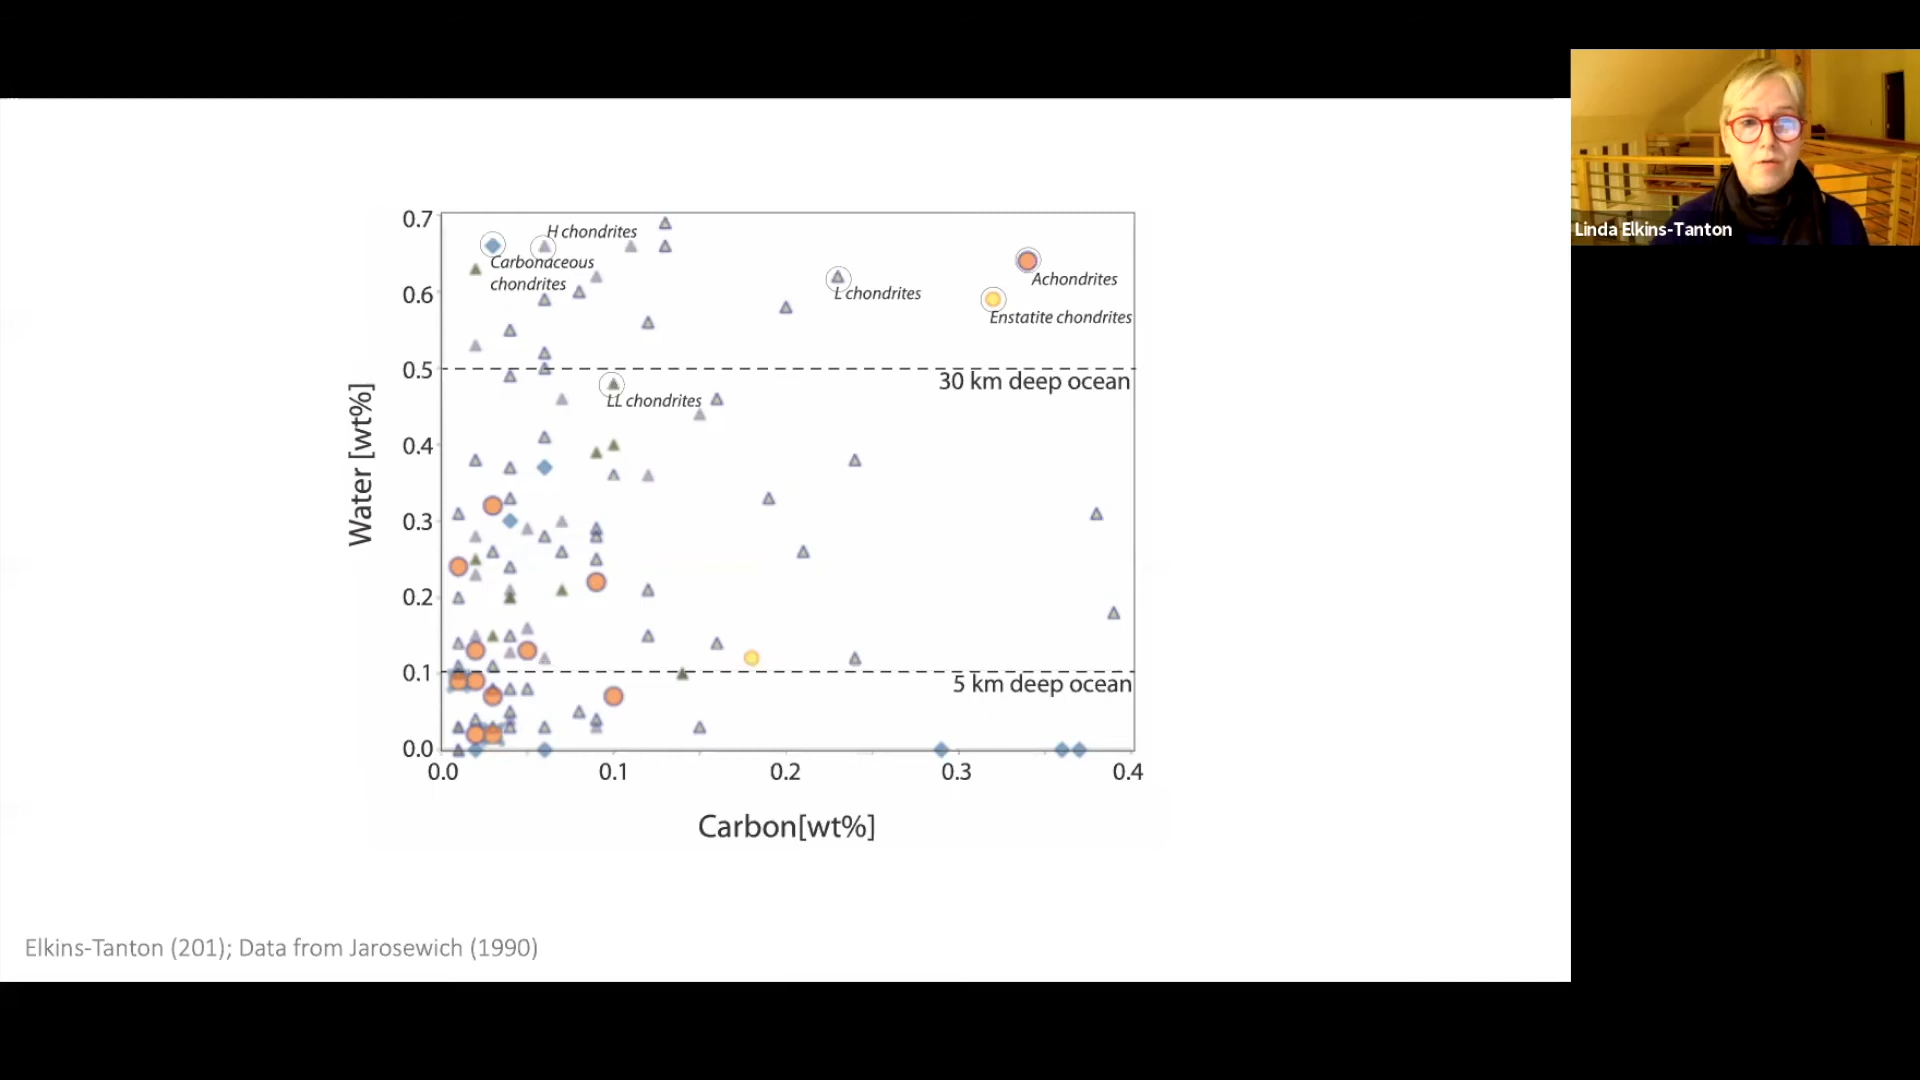 Linda Elkins-Tanton
0.7
0.6
0.5
0.4
0.3
0.2
0.1
0.0
Water [wt%]
H chondrites
Carbonaceous
chondrites
L chondrites
Achondrites
Enstatite chondrites
30 km deep ocean
LL chondrites
5 km deep ocean
0.0 0.1 0.2 0.3 0.4
Carbon[wt%]
Elkins-Tanton (201); Data from Jarosewich (1990)